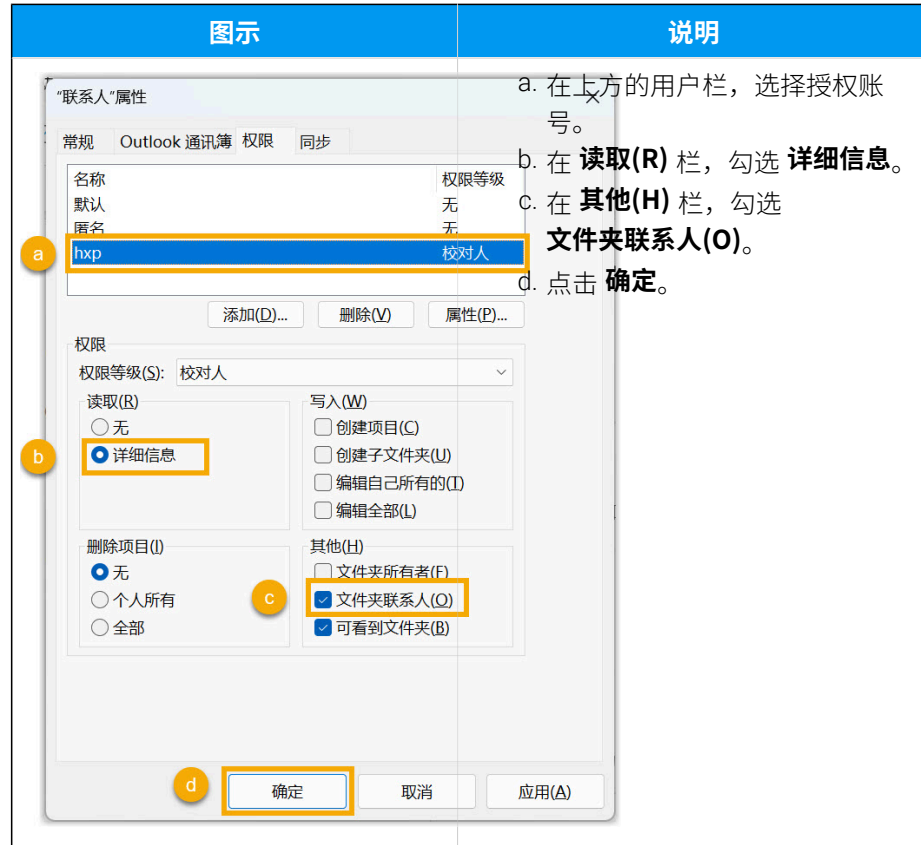 图示
说明
"联系人"属性
常规 Outlook 通讯簿 权限 同步
名称 权限等级
默认 无
匿名 无
a
hxp 校对人
添加(D)... 删除(V) 属性(P)...
权限
权限等级(S): 校对人
读取(R)
无
b
详细信息
写入(W)
创建项目(C)
创建子文件夹(U)
编辑自己所有的(T)
编辑全部(L)
删除项目(I)
无
个人所有
全部
其他(H)
文件夹所有者(F)
c
文件夹联系人(O)
可看到文件夹(B)
d
确定 取消 应用(A)
a. 在上方的用户栏，选择授权账
号。
b. 在 读取(R) 栏，勾选 详细信息。
c. 在 其他(H) 栏，勾选
文件夹联系人(O)。
d. 点击 确定。